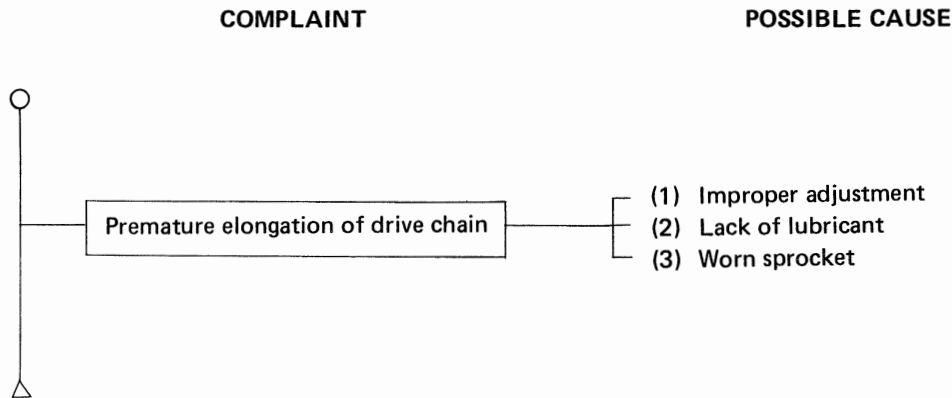 COMPLAINT
POSSIBLE CAUSE
Premature elongation of drive chain
(1) Improper adjustment
(2) Lack of lubricant
(3) Worn sprocket